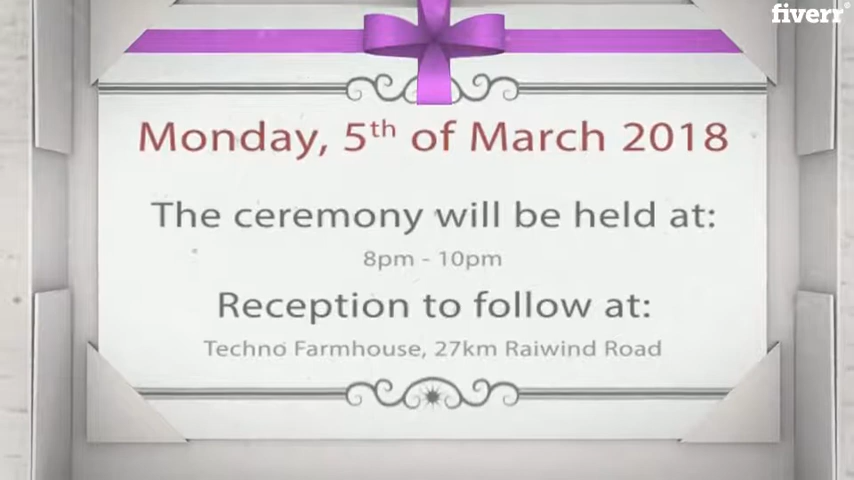 fiverr®
Monday, 5th of March 2018
The ceremony will be held at:
8pm - 10pm
Reception to follow at:
Techno Farmhouse, 27km Raiwind Road